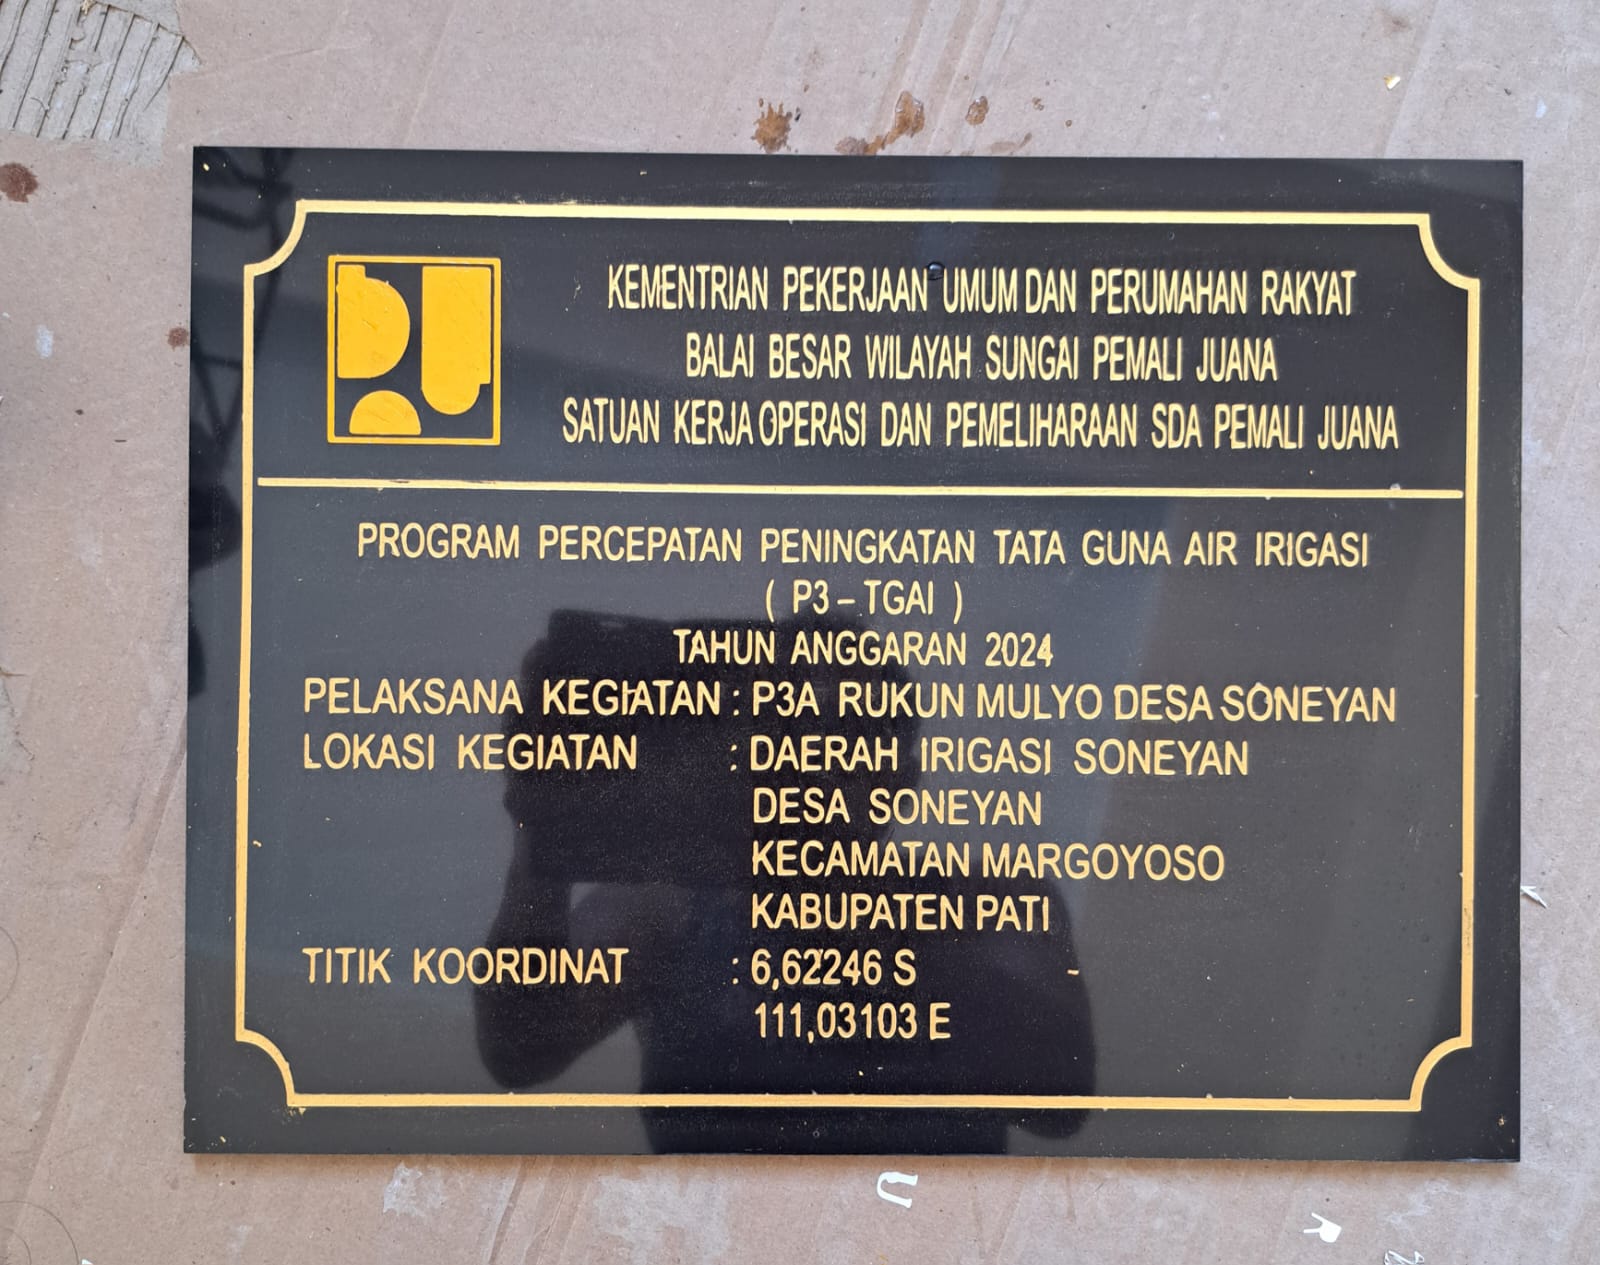 KEMENTRIAN PEKERJAAN UMUM DAN PERUMAHAN RAKYAT
BALAI BESAR WILAYAH SUNGAI PEMALI JUANA
SATUAN KERJA OPERASI DAN PEMELIHARAAN SDA PEMALI JUANA
PROGRAM PERCEPATAN PENINGKATAN TATA GUNA AIR IRIGASI
( P3 – TGAI )
TAHUN ANGGARAN 2024
PELAKSANA KEGIATAN : P3A RUKUN MULYO DESA SONEYAN
LOKASI KEGIATAN : DAERAH IRIGASI SONEYAN
DESA SONEYAN
KECAMATAN MARGOYOSO
KABUPATEN PATI
TITIK KOORDINAT : 6,62246 S
111,03103 E